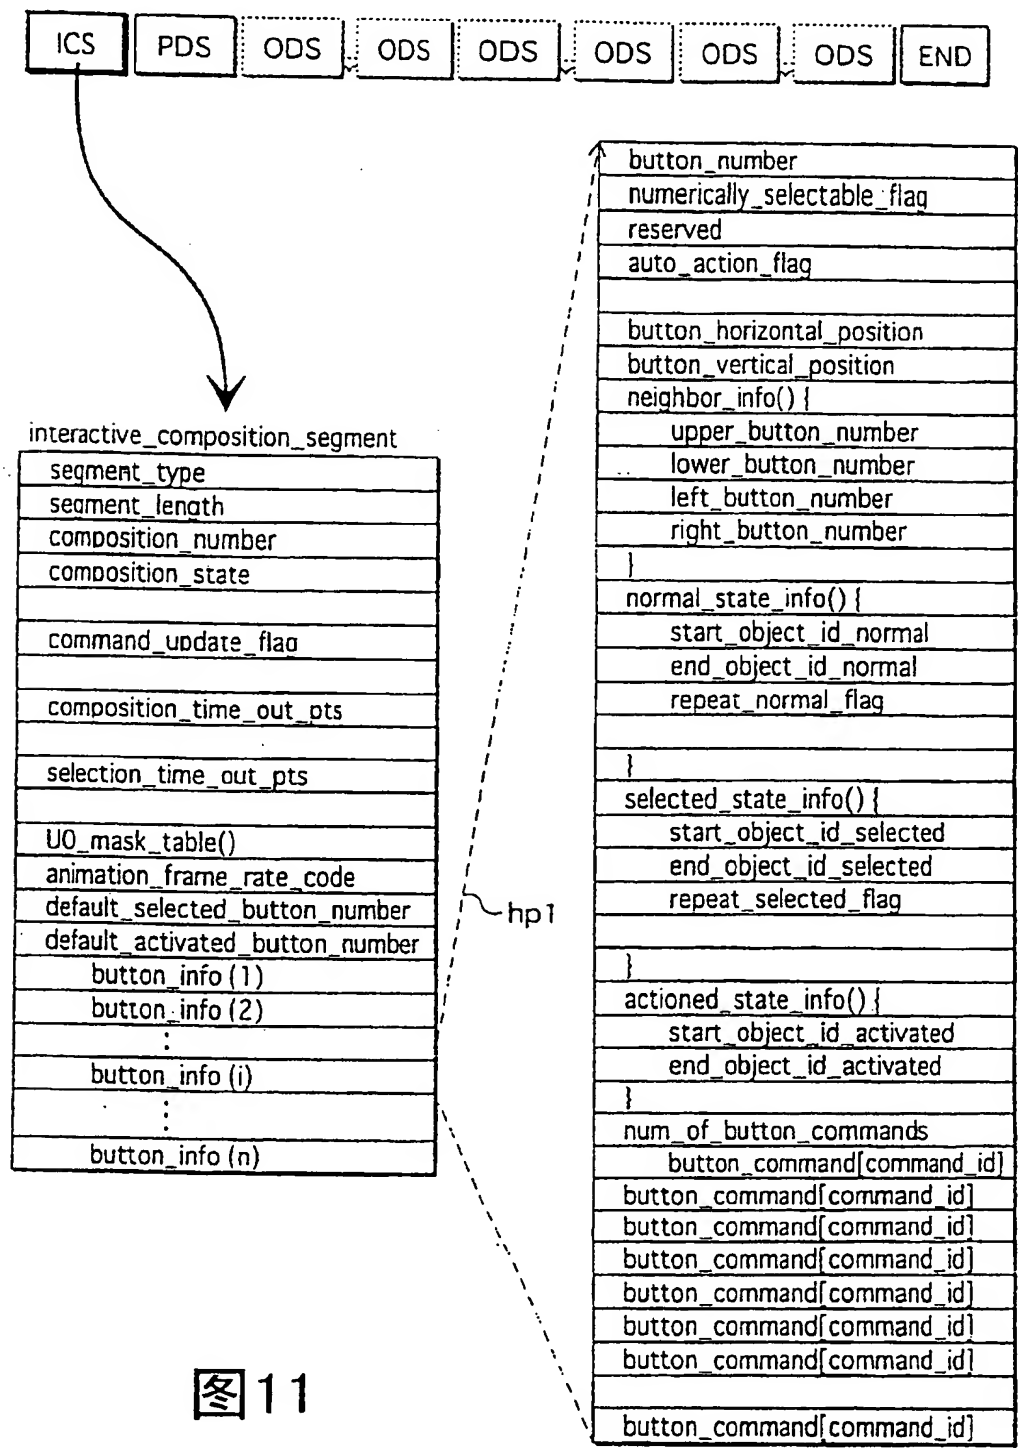 ICS PDS ODS ODS ODS ODS ODS ODS END
interactive_composition_segment
segment_type
segment_length
composition_number
composition_state
command_update_flag
composition_time_out_pts
selection_time_out_pts
UO_mask_table()
animation_frame_rate_code
default_selected_button_number
default_activated_button_number
button_info (1)
button_info (2)
⋮
button_info (i)
⋮
button_info (n)
hp1
button_number
numerically_selectable_flag
reserved
auto_action_flag
button_horizontal_position
button_vertical_position
neighbor_info() {
upper_button_number
lower_button_number
left_button_number
right_button_number
}
normal_state_info() {
start_object_id_normal
end_object_id_normal
repeat_normal_flag
}
selected_state_info() {
start_object_id_selected
end_object_id_selected
repeat_selected_flag
}
actioned_state_info() {
start_object_id_activated
end_object_id_activated
}
num_of_button_commands
button_command[command_id]
button_command[command_id]
button_command[command_id]
button_command[command_id]
button_command[command_id]
button_command[command_id]
button_command[command_id]
button_command[command_id]
图11